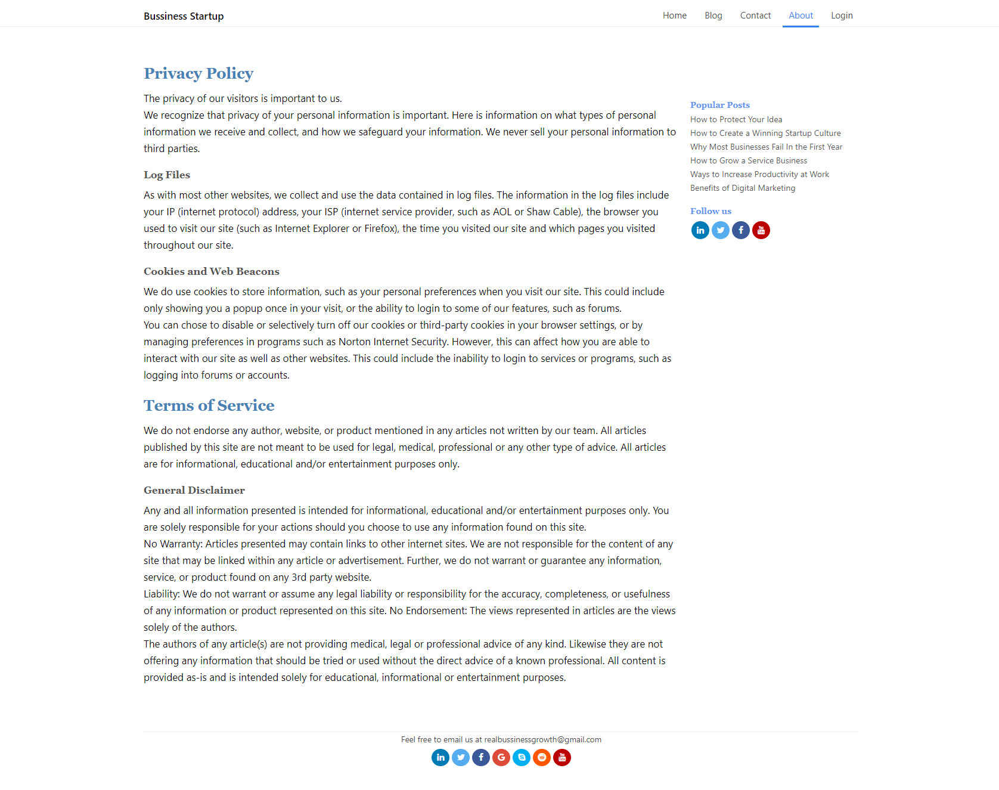 Bussiness Startup
Home Blog Contact About Login
Privacy Policy
The privacy of our visitors is important to us.
We recognize that privacy of your personal information is important. Here is information on what types of personal
information we receive and collect, and how we safeguard your information. We never sell your personal information to
third parties.
Log Files
As with most other websites, we collect and use the data contained in log files. The information in the log files include
your IP (internet protocol) address, your ISP (internet service provider, such as AOL or Shaw Cable), the browser you
used to visit our site (such as Internet Explorer or Firefox), the time you visited our site and which pages you visited
throughout our site.
Cookies and Web Beacons
We do use cookies to store information, such as your personal preferences when you visit our site. This could include
only showing you a popup once in your visit, or the ability to login to some of our features, such as forums.
You can chose to disable or selectively turn off our cookies or third-party cookies in your browser settings, or by
managing preferences in programs such as Norton Internet Security. However, this can affect how you are able to
interact with our site as well as other websites. This could include the inability to login to services or programs, such as
logging into forums or accounts.
Terms of Service
We do not endorse any author, website, or product mentioned in any articles not written by our team. All articles
published by this site are not meant to be used for legal, medical, professional or any other type of advice. All articles
are for informational, educational and/or entertainment purposes only.
General Disclaimer
Any and all information presented is intended for informational, educational and/or entertainment purposes only. You
are solely responsible for your actions should you choose to use any information found on this site.
No Warranty: Articles presented may contain links to other internet sites. We are not responsible for the content of any
site that may be linked within any article or advertisement. Further, we do not warrant or guarantee any information,
service, or product found on any 3rd party website.
Liability: We do not warrant or assume any legal liability or responsibility for the accuracy, completeness, or usefulness
of any information or product represented on this site. No Endorsement: The views represented in articles are the views
solely of the authors.
The authors of any article(s) are not providing medical, legal or professional advice of any kind. Likewise they are not
offering any information that should be tried or used without the direct advice of a known professional. All content is
provided as-is and is intended solely for educational, informational or entertainment purposes.
Popular Posts
How to Protect Your Idea
How to Create a Winning Startup Culture
Why Most Businesses Fail In the First Year
How to Grow a Service Business
Ways to Increase Productivity at Work
Benefits of Digital Marketing
Follow us
Feel free to email us at realbussinessgrowth@gmail.com